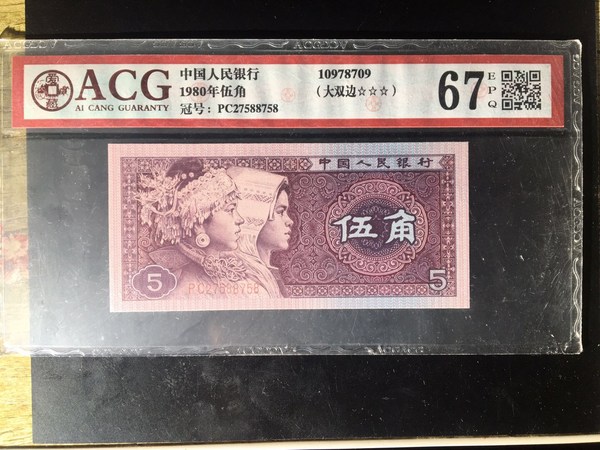 ACG
AI CANG GUARANTY
中国人民银行
1980年伍角
冠号：PC27588758
10978709
（大双边☆☆☆）
67
EPQ
中国人民银行
伍角
5
PC27588758
5